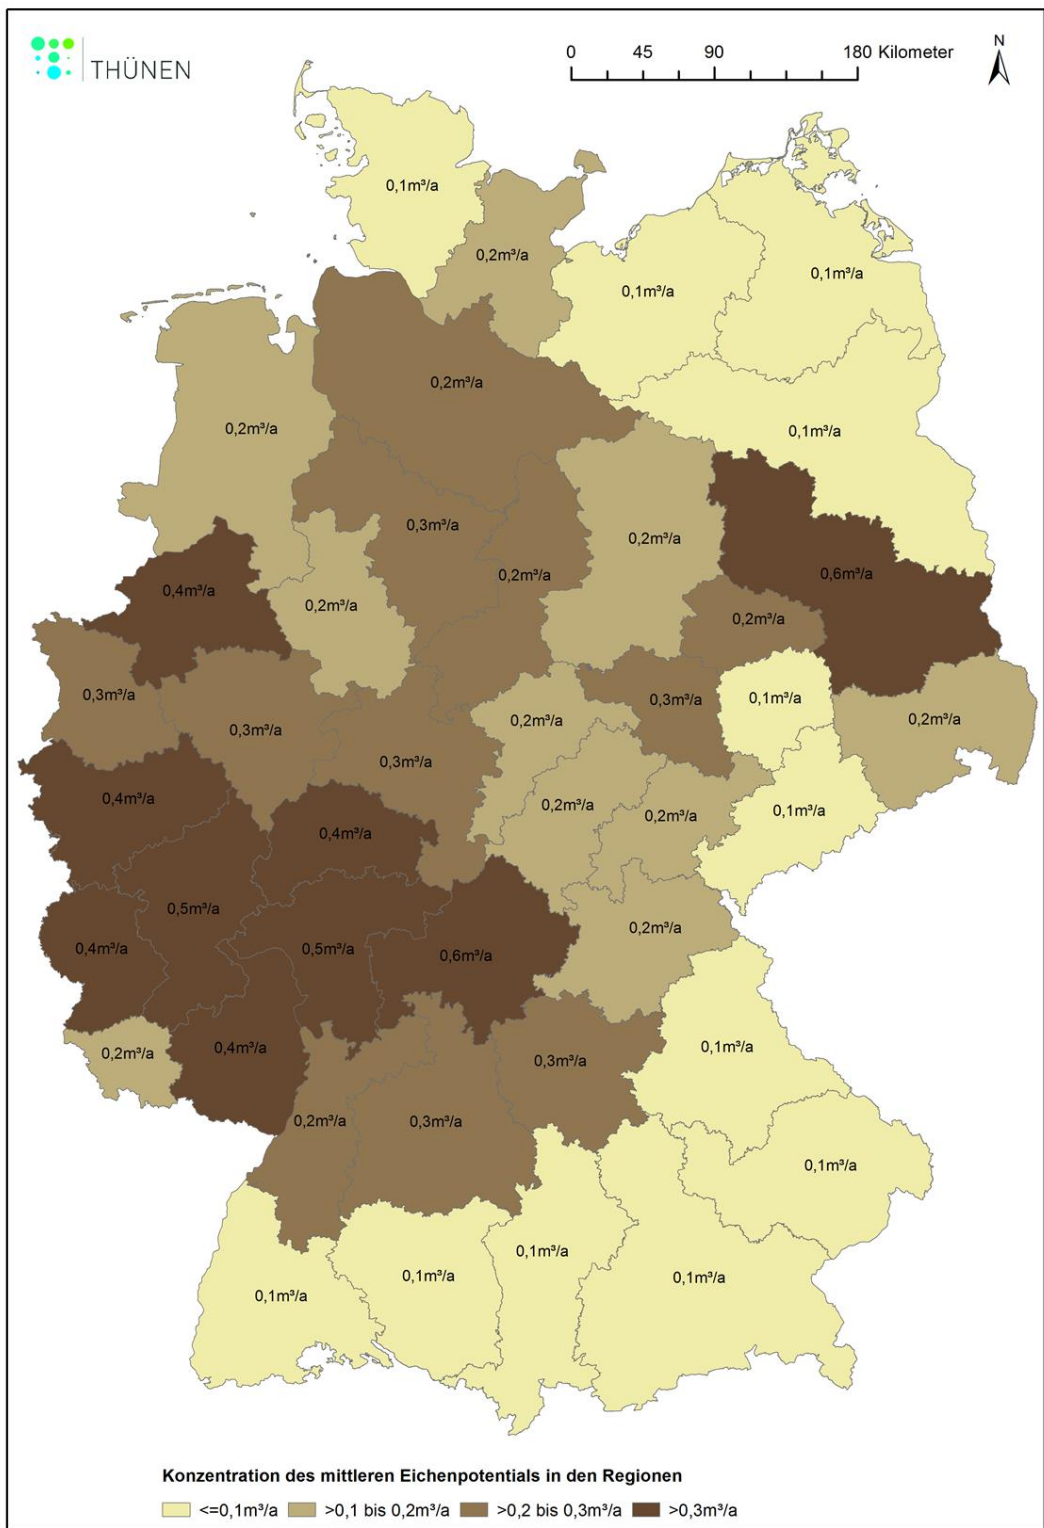 THÜNEN
0 45 90 180 Kilometer
N
0,1m³/a
0,2m³/a
0,1m³/a
0,1m³/a
0,2m³/a
0,2m³/a
0,1m³/a
0,3m³/a
0,2m³/a
0,2m³/a
0,6m³/a
0,4m³/a
0,2m³/a
0,2m³/a
0,3m³/a
0,3m³/a
0,3m³/a
0,2m³/a
0,3m³/a
0,1m³/a
0,2m³/a
0,4m³/a
0,4m³/a
0,2m³/a
0,2m³/a
0,1m³/a
0,5m³/a
0,4m³/a
0,5m³/a
0,6m³/a
0,2m³/a
0,2m³/a
0,4m³/a
0,3m³/a
0,1m³/a
0,2m³/a
0,3m³/a
0,1m³/a
0,1m³/a
0,1m³/a
0,1m³/a
0,1m³/a
Konzentration des mittleren Eichenpotentials in den Regionen
<=0,1m³/a >0,1 bis 0,2m³/a >0,2 bis 0,3m³/a >0,3m³/a